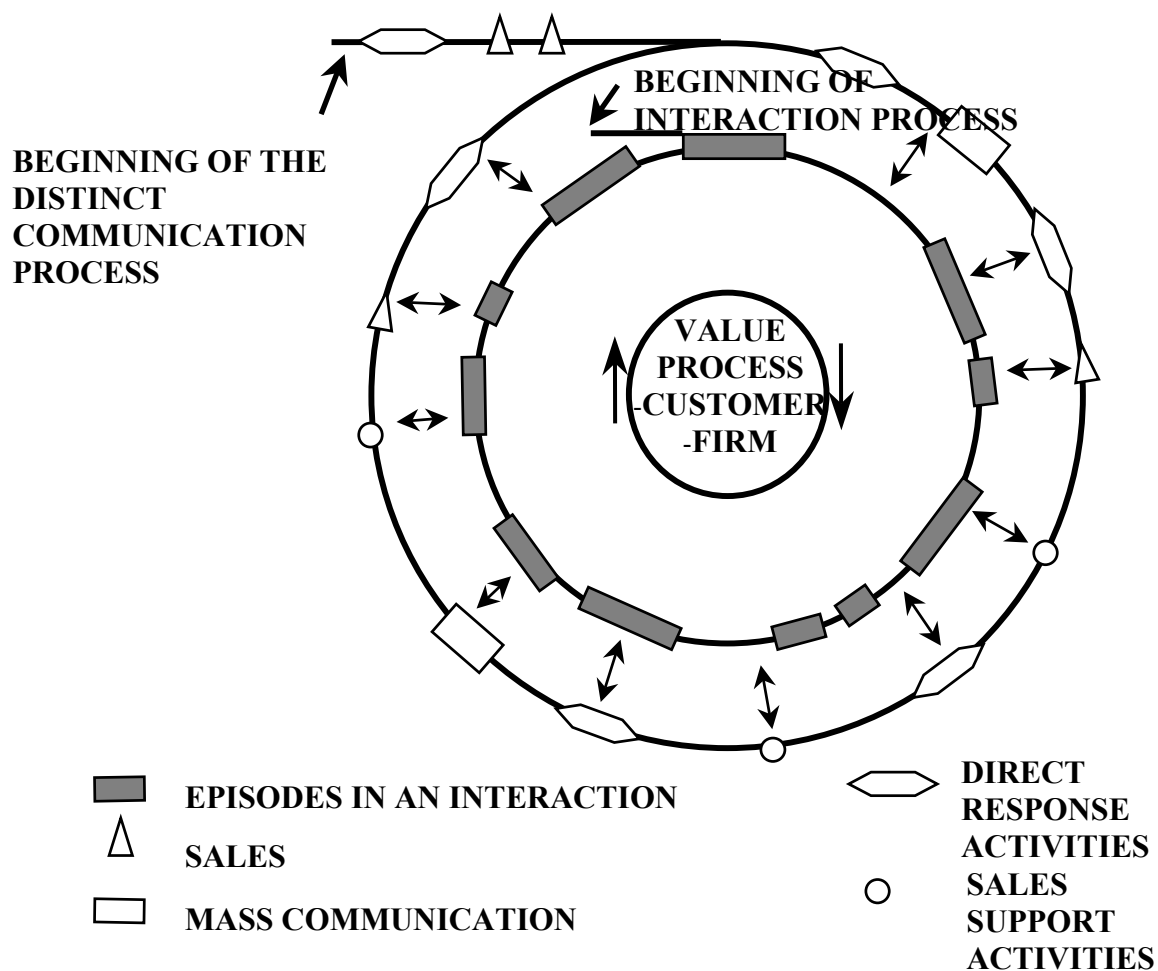 BEGINNING OF
INTERACTION PROCESS
BEGINNING OF THE
DISTINCT
COMMUNICATION
PROCESS
VALUE
PROCESS
-CUSTOMER
-FIRM
EPISODES IN AN INTERACTION
SALES
MASS COMMUNICATION
DIRECT
RESPONSE
ACTIVITIES
SALES
SUPPORT
ACTIVITIES